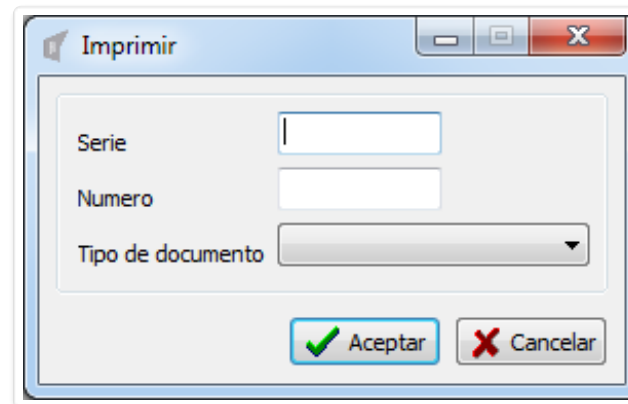 Imprimir
Serie
Numero
Tipo de documento
Aceptar Cancelar